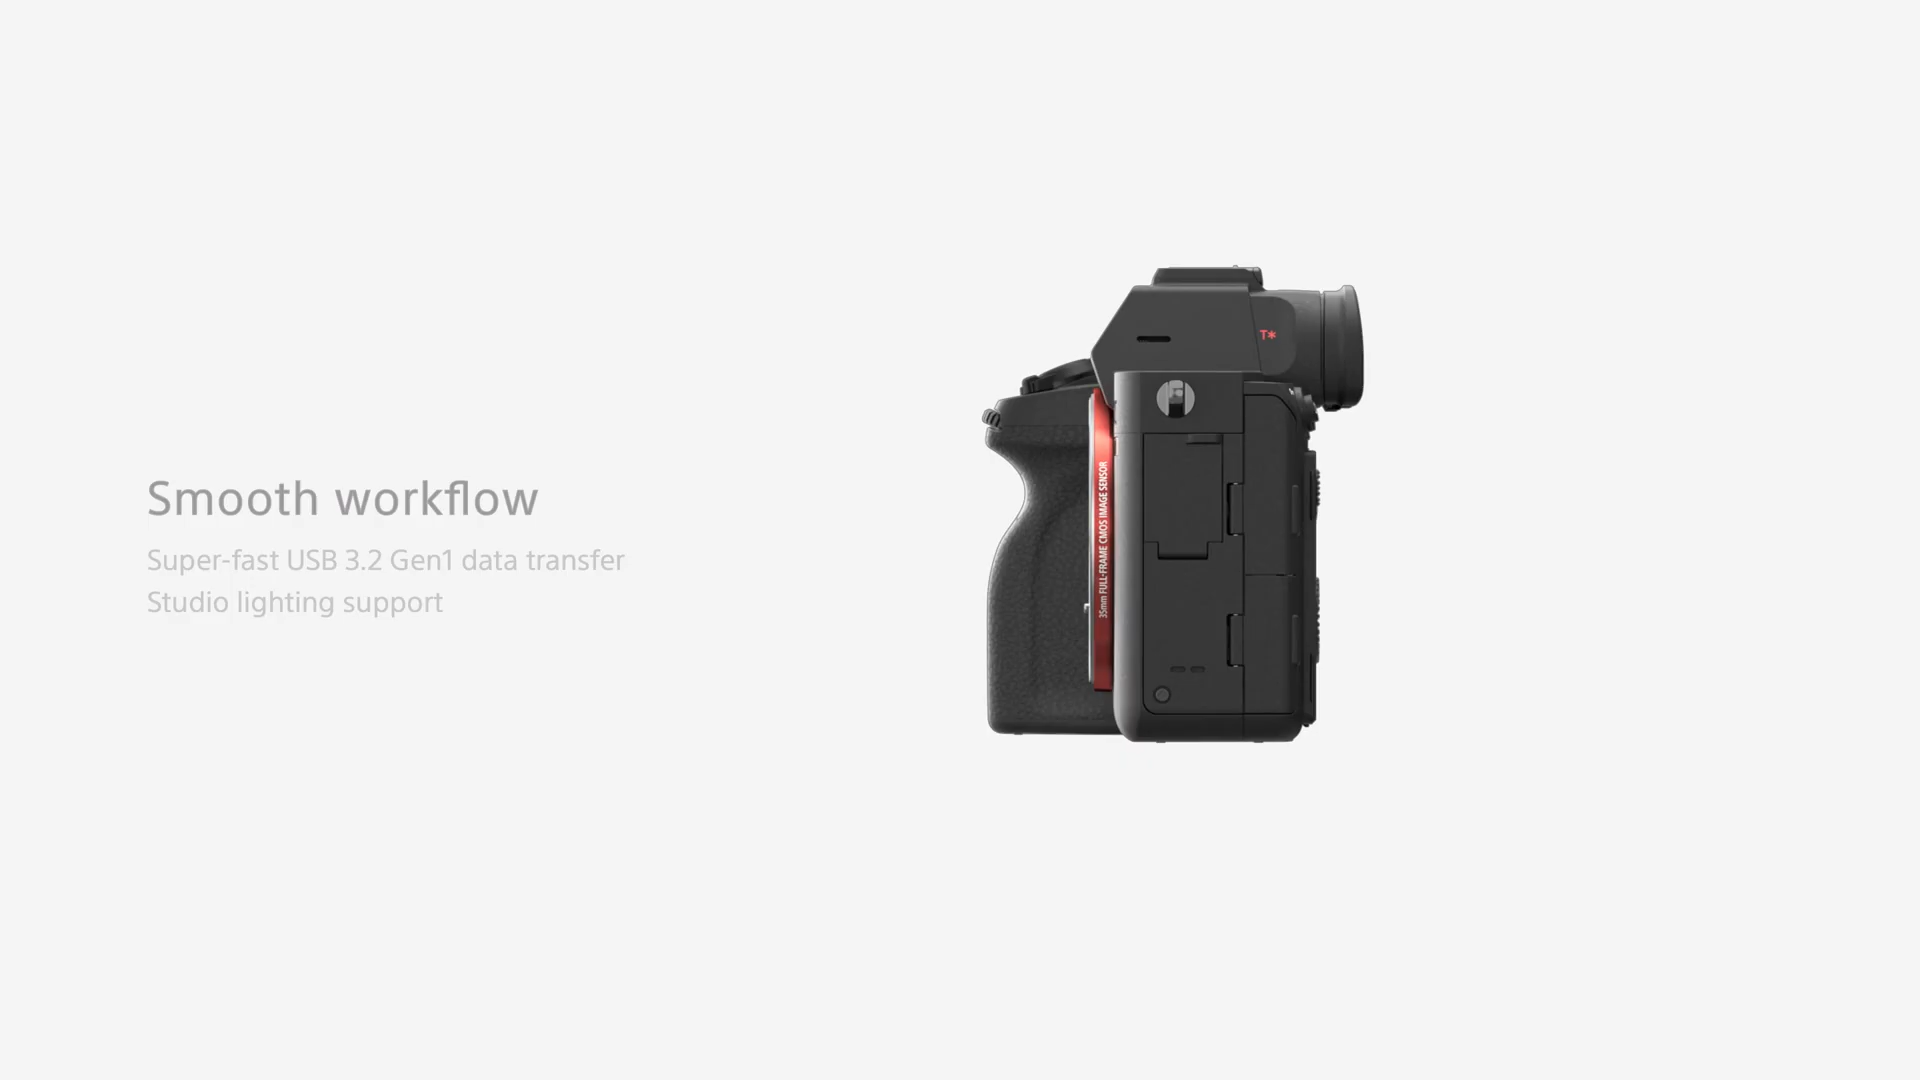 Smooth workflow
Super-fast USB 3.2 Gen1 data transfer
Studio lighting support
T*
35mm FULL-FRAME CMOS IMAGE SENSOR